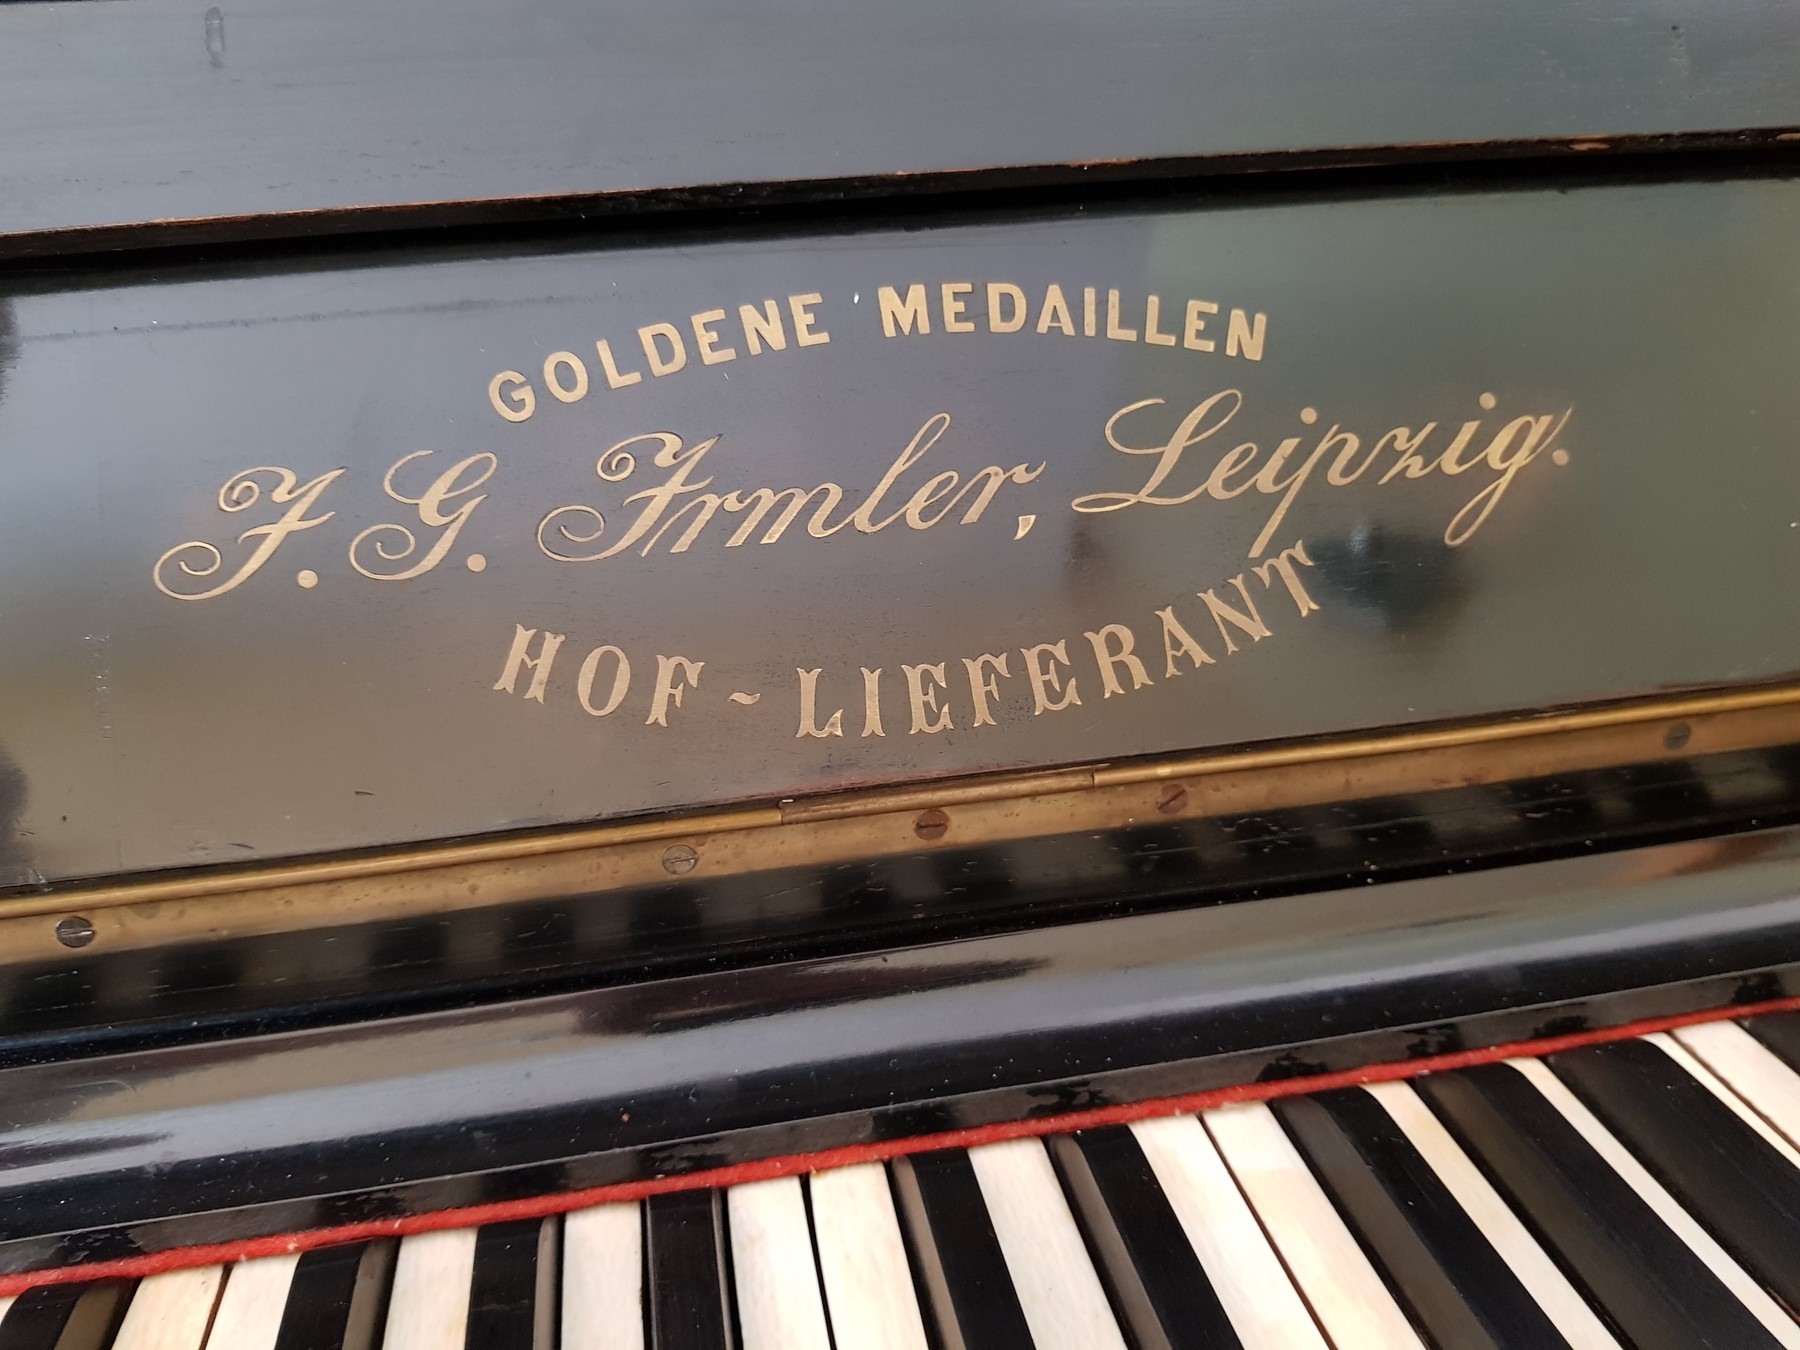 GOLDENE MEDAILLEN
J. G. Irmler, Leipzig.
HOF-LIEFERANT